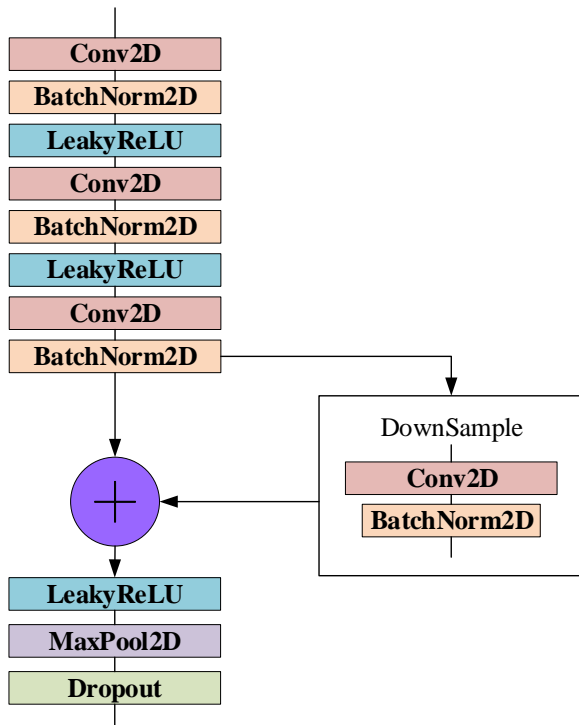 Conv2D
BatchNorm2D
LeakyReLU
Conv2D
BatchNorm2D
LeakyReLU
Conv2D
BatchNorm2D
DownSample
Conv2D
BatchNorm2D
LeakyReLU
MaxPool2D
Dropout